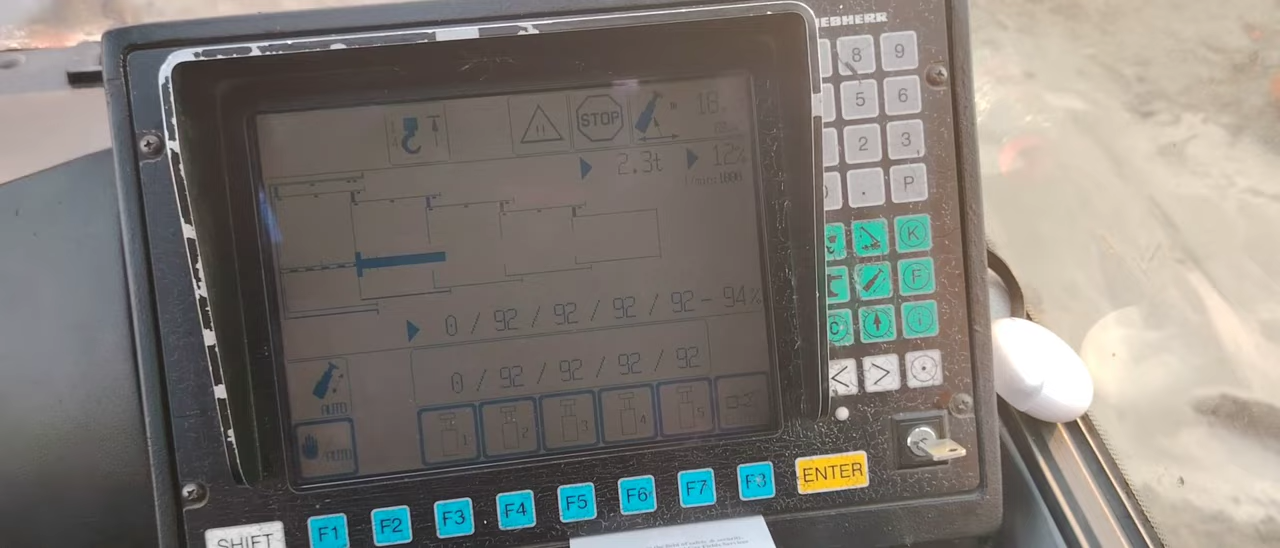 LIEBHERR
8 9
5 6
2 3
. P
STOP
18.
2.3t
12%
0 / 92 / 92 / 92 / 92 - 94%
0 / 92 / 92 / 92 / 92
AUTO
AUTO
1 2 3 4 5
K
F
C i
< >
SHIFT F1 F2 F3 F4 F5 F6 F7 F8 ENTER